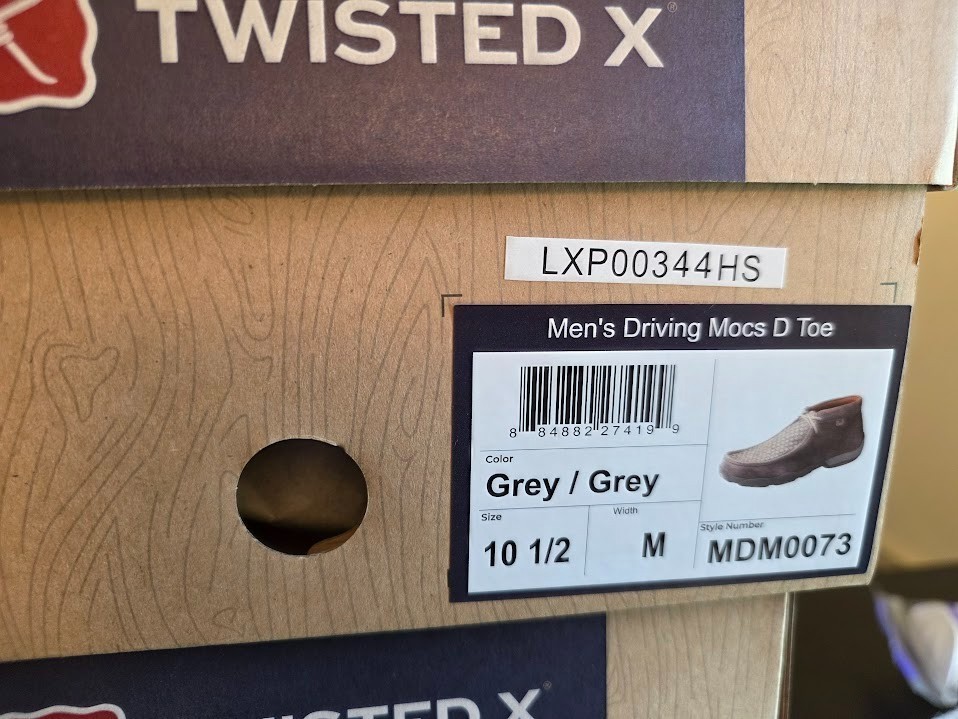 TWISTED X®
LXP00344HS
Men's Driving Mocs D Toe
8 84882 27419 9
Color
Grey / Grey
Size
10 1/2
Width
M
Style Number
MDM0073
TWISTED X®